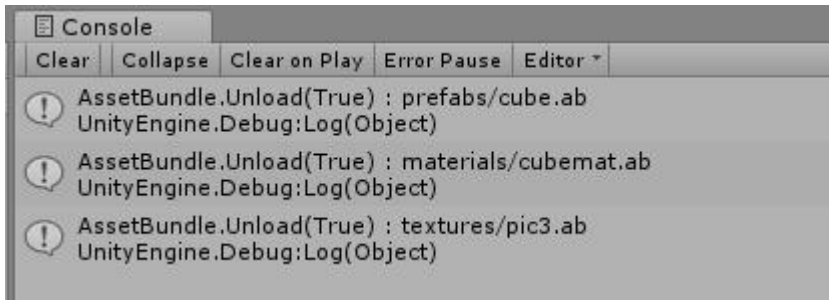 Console
Clear Collapse Clear on Play Error Pause Editor
AssetBundle.Unload(True) : prefabs/cube.ab
UnityEngine.Debug:Log(Object)
AssetBundle.Unload(True) : materials/cubemat.ab
UnityEngine.Debug:Log(Object)
AssetBundle.Unload(True) : textures/pic3.ab
UnityEngine.Debug:Log(Object)